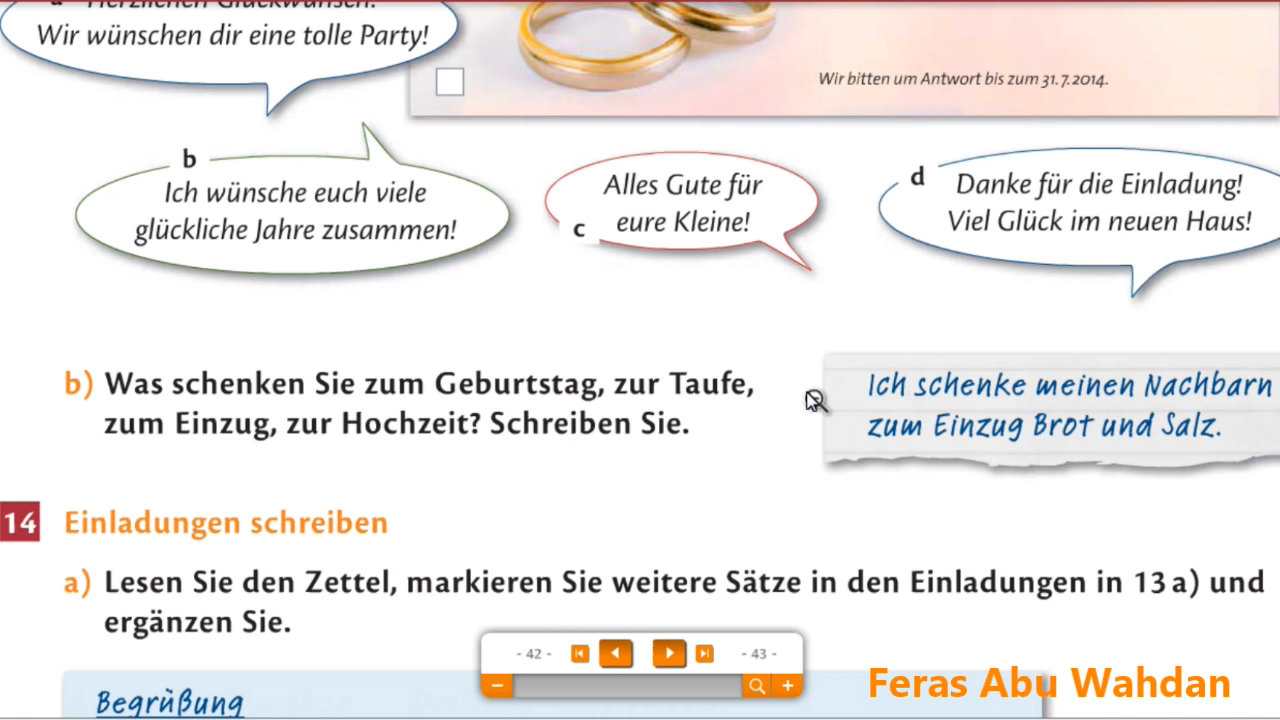 a Herzlichen Glückwunsch!
Wir wünschen dir eine tolle Party!
Wir bitten um Antwort bis zum 31.7.2014.
b
Ich wünsche euch viele
glückliche Jahre zusammen!
Alles Gute für
c eure Kleine!
d Danke für die Einladung!
Viel Glück im neuen Haus!
b) Was schenken Sie zum Geburtstag, zur Taufe,
zum Einzug, zur Hochzeit? Schreiben Sie.
Ich schenke meinen Nachbarn
zum Einzug Brot und Salz.
14 Einladungen schreiben
a) Lesen Sie den Zettel, markieren Sie weitere Sätze in den Einladungen in 13 a) und
ergänzen Sie.
- 42 - - 43 -
Feras Abu Wahdan
Begrüßung